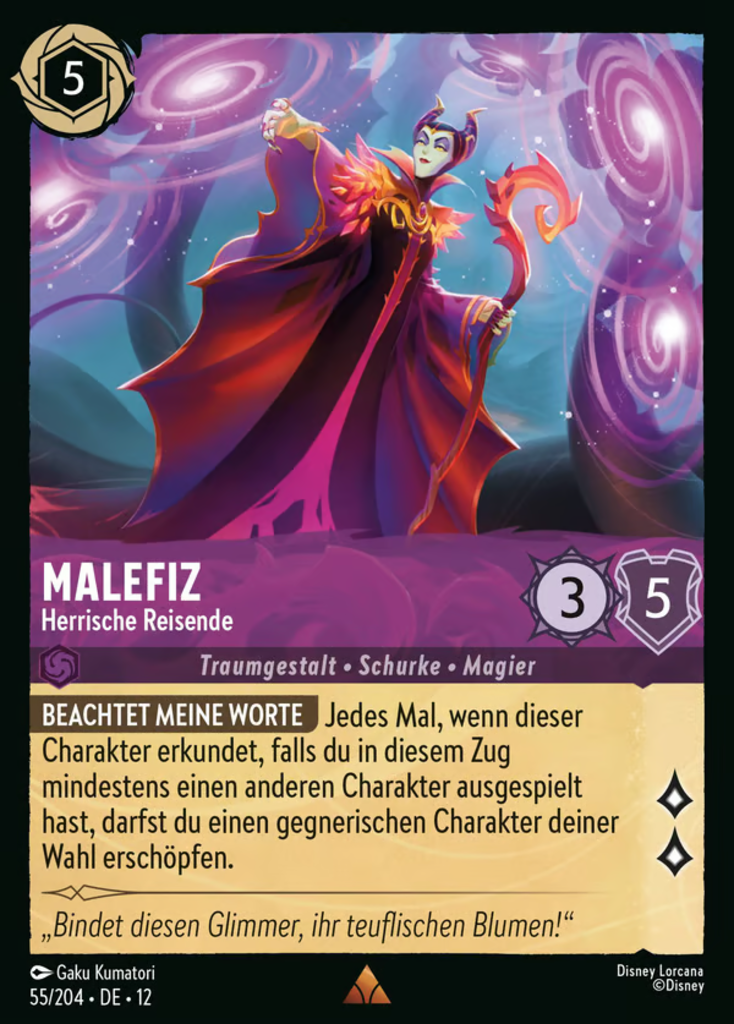 5
MALEFIZ
Herrische Reisende
3
5
Traumgestalt • Schurke • Magier
BEACHTET MEINE WORTE Jedes Mal, wenn dieser
Charakter erkundet, falls du in diesem Zug
mindestens einen anderen Charakter ausgespielt
hast, darfst du einen gegnerischen Charakter deiner
Wahl erschöpfen.
„Bindet diesen Glimmer, ihr teuflischen Blumen!“
Gaku Kumatori
55/204 • DE • 12
Disney Lorcana
©Disney